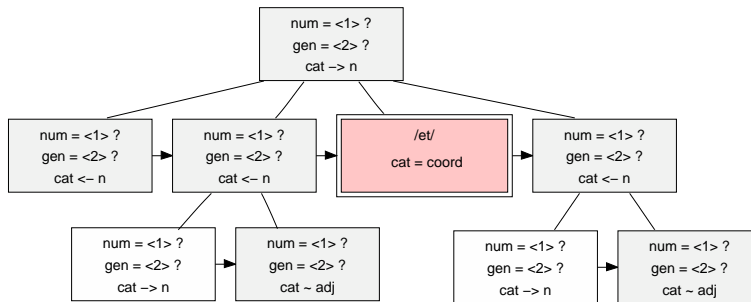 num = <1> ?
gen = <2> ?
cat –> n
num = <1> ?
gen = <2> ?
cat <– n
num = <1> ?
gen = <2> ?
cat <– n
/et/
cat = coord
num = <1> ?
gen = <2> ?
cat <– n
num = <1> ?
gen = <2> ?
cat –> n
num = <1> ?
gen = <2> ?
cat ~ adj
num = <1> ?
gen = <2> ?
cat –> n
num = <1> ?
gen = <2> ?
cat ~ adj